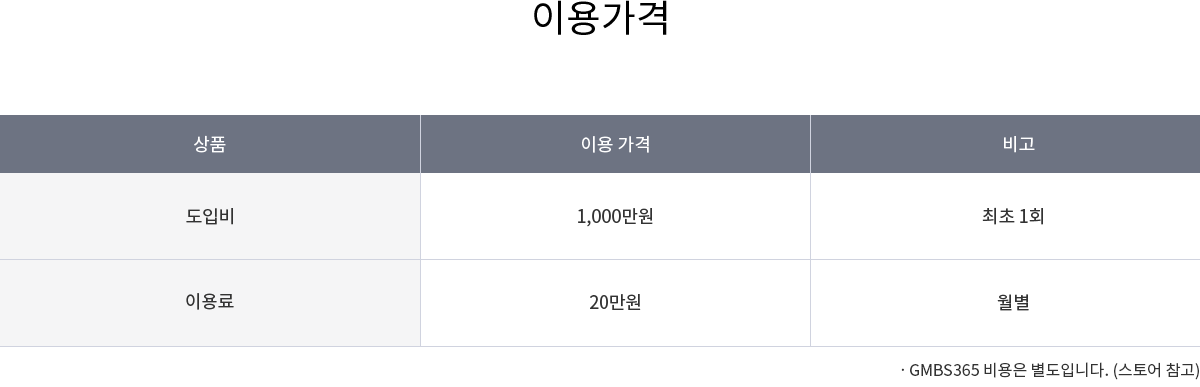 이용가격
상품 이용 가격 비고
도입비 1,000만원 최초 1회
이용료 20만원 월별
· GMBS365 비용은 별도입니다. (스토어 참고)